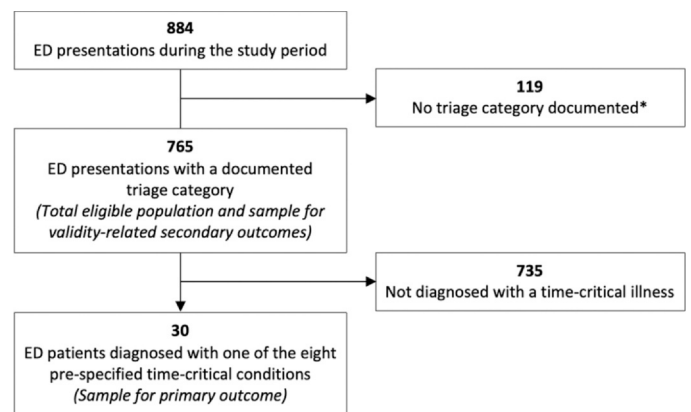 884
ED presentations during the study period
119
No triage category documented*
765
ED presentations with a documented
triage category
(Total eligible population and sample for
validity-related secondary outcomes)
735
Not diagnosed with a time-critical illness
30
ED patients diagnosed with one of the eight
pre-specified time-critical conditions
(Sample for primary outcome)